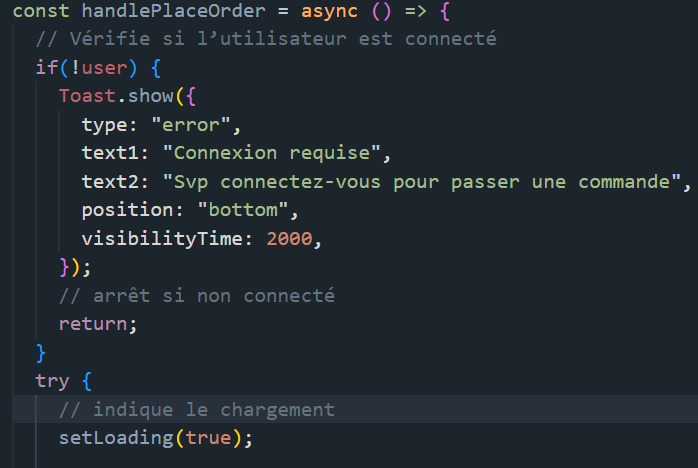 const handlePlaceOrder = async () => {
// Vérifie si l’utilisateur est connecté
if(!user) {
Toast.show({
type: "error",
text1: "Connexion requise",
text2: "Svp connectez-vous pour passer une commande",
position: "bottom",
visibilityTime: 2000,
});
// arrêt si non connecté
return;
}
try {
// indique le chargement
setLoading(true);